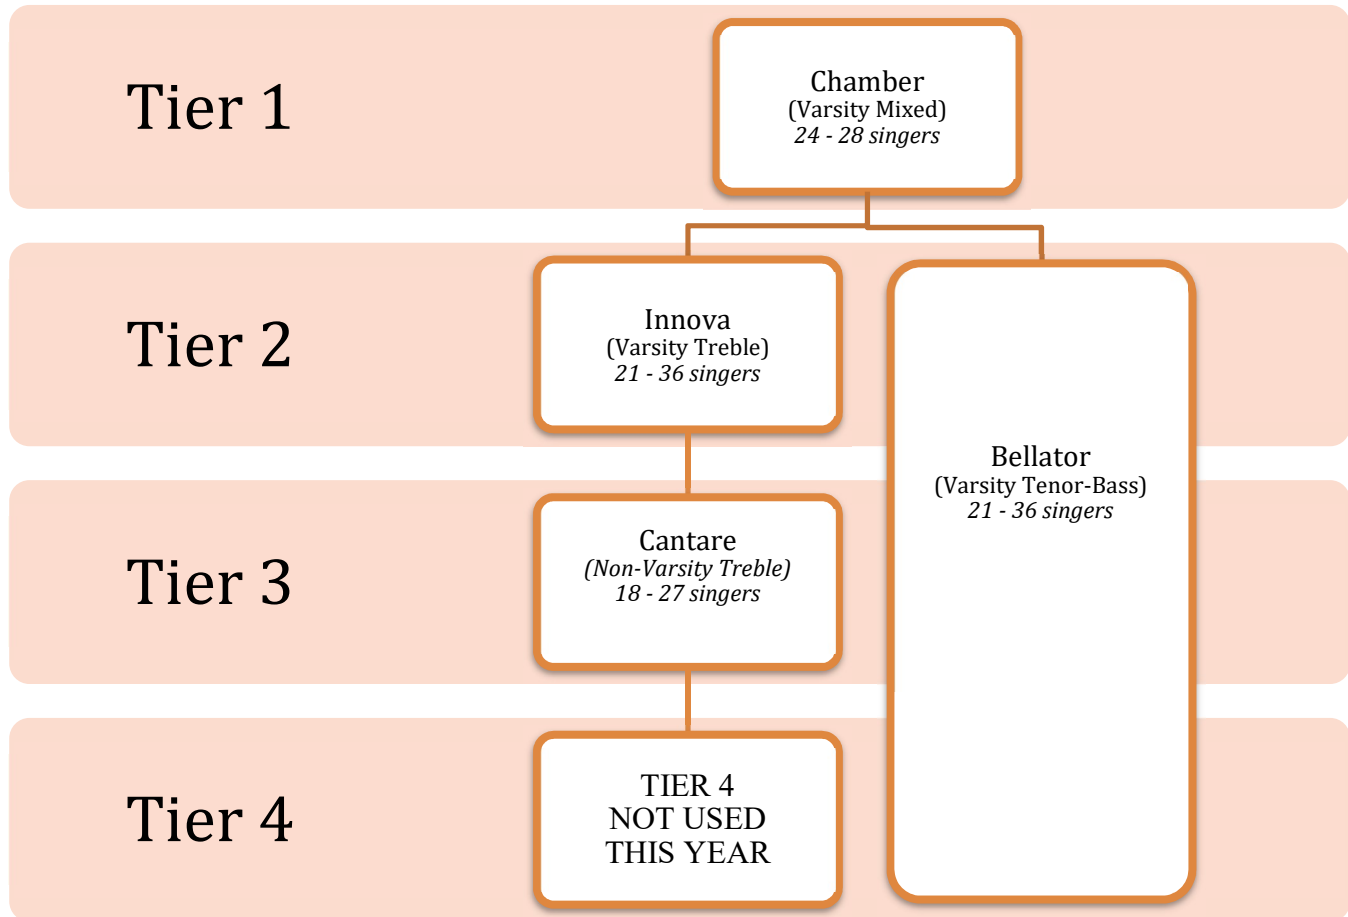 Tier 1
Chamber
(Varsity Mixed)
24 - 28 singers
Tier 2
Innova
(Varsity Treble)
21 - 36 singers
Bellator
(Varsity Tenor-Bass)
21 - 36 singers
Tier 3
Cantare
(Non-Varsity Treble)
18 - 27 singers
Tier 4
TIER 4
NOT USED
THIS YEAR